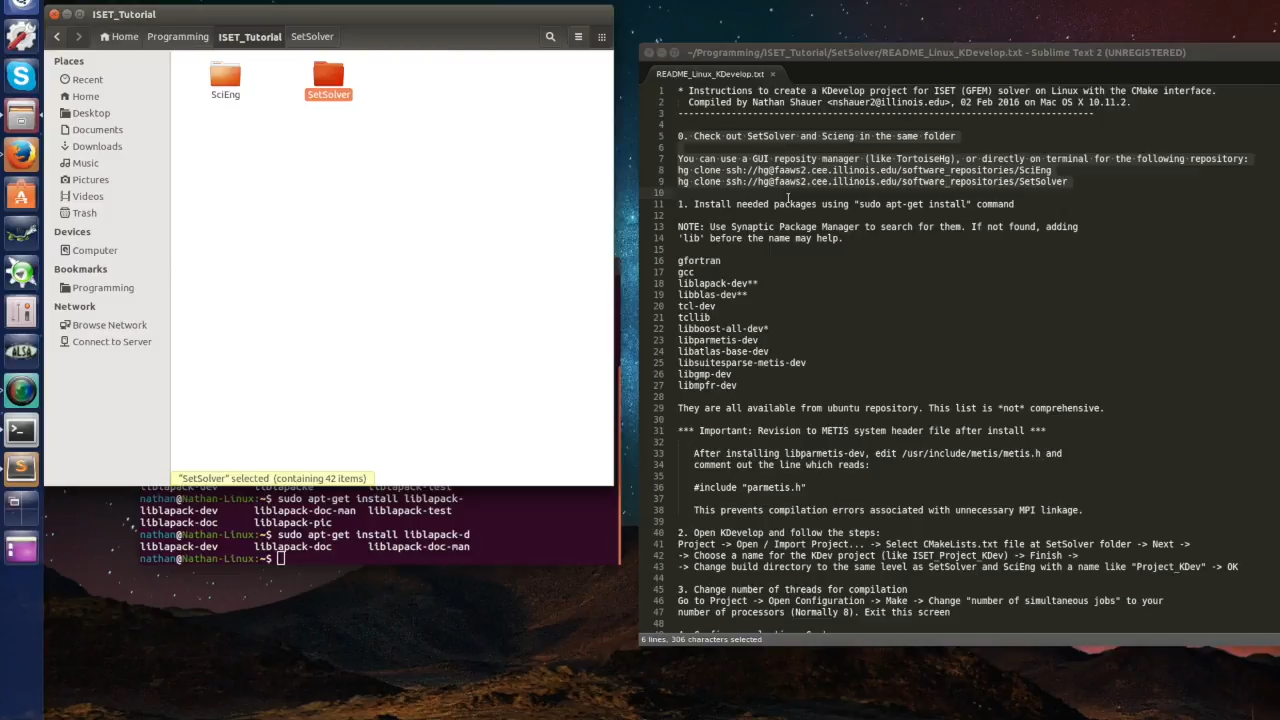 ISET_Tutorial
Home Programming ISET_Tutorial SetSolver
Places
Recent
Home
Desktop
Documents
Downloads
Music
Pictures
Videos
Trash
Devices
Computer
Bookmarks
Programming
Network
Browse Network
Connect to Server
SciEng
SetSolver
"SetSolver" selected (containing 42 items)
nathan@Nathan-Linux:~$ sudo apt-get install liblapack-
liblapack-dev liblapack-doc-man liblapack-test
liblapack-doc liblapack-pic
nathan@Nathan-Linux:~$ sudo apt-get install liblapack-d
liblapack-dev liblapack-doc liblapack-doc-man
nathan@Nathan-Linux:~$
~/Programming/ISET_Tutorial/SetSolver/README_Linux_KDevelop.txt - Sublime Text 2 (UNREGISTERED)
README_Linux_KDevelop.txt ×
1 * Instructions to create a KDevelop project for ISET (GFEM) solver on Linux with the CMake interface.
2 Compiled by Nathan Shauer <nshauer2@illinois.edu>, 02 Feb 2016 on Mac OS X 10.11.2.
3 -------------------------------------------------------------------------------
4
5 0. Check out SetSolver and Scieng in the same folder
6
7 You can use a GUI reposity manager (like TortoiseHg), or directly on terminal for the following repository:
8 hg clone ssh://hg@faaws2.cee.illinois.edu/software_repositories/SciEng
9 hg clone ssh://hg@faaws2.cee.illinois.edu/software_repositories/SetSolver
10
11 1. Install needed packages using "sudo apt-get install" command
12
13 NOTE: Use Synaptic Package Manager to search for them. If not found, adding
14 'lib' before the name may help.
15
16 gfortran
17 gcc
18 liblapack-dev**
19 libblas-dev**
20 tcl-dev
21 tcllib
22 libboost-all-dev*
23 libparmetis-dev
24 libatlas-base-dev
25 libsuitesparse-metis-dev
26 libgmp-dev
27 libmpfr-dev
28
29 They are all available from ubuntu repository. This list is *not* comprehensive.
30
31 *** Important: Revision to METIS system header file after install ***
32
33 After installing libparmetis-dev, edit /usr/include/metis/metis.h and
34 comment out the line which reads:
35
36 #include "parmetis.h"
37
38 This prevents compilation errors associated with unnecessary MPI linkage.
39
40 2. Open KDevelop and follow the steps:
41 Project -> Open / Import Project... -> Select CMakeLists.txt file at SetSolver folder -> Next ->
42 -> Choose a name for the KDev project (like ISET_Project_KDev) -> Finish ->
43 -> Change build directory to the same level as SetSolver and SciEng with a name like "Project_KDev" -> OK
44
45 3. Change number of threads for compilation
46 Go to Project -> Open Configuration -> Make -> Change "number of simultaneous jobs" to your
47 number of processors (Normally 8). Exit this screen
48
6 lines, 306 characters selected